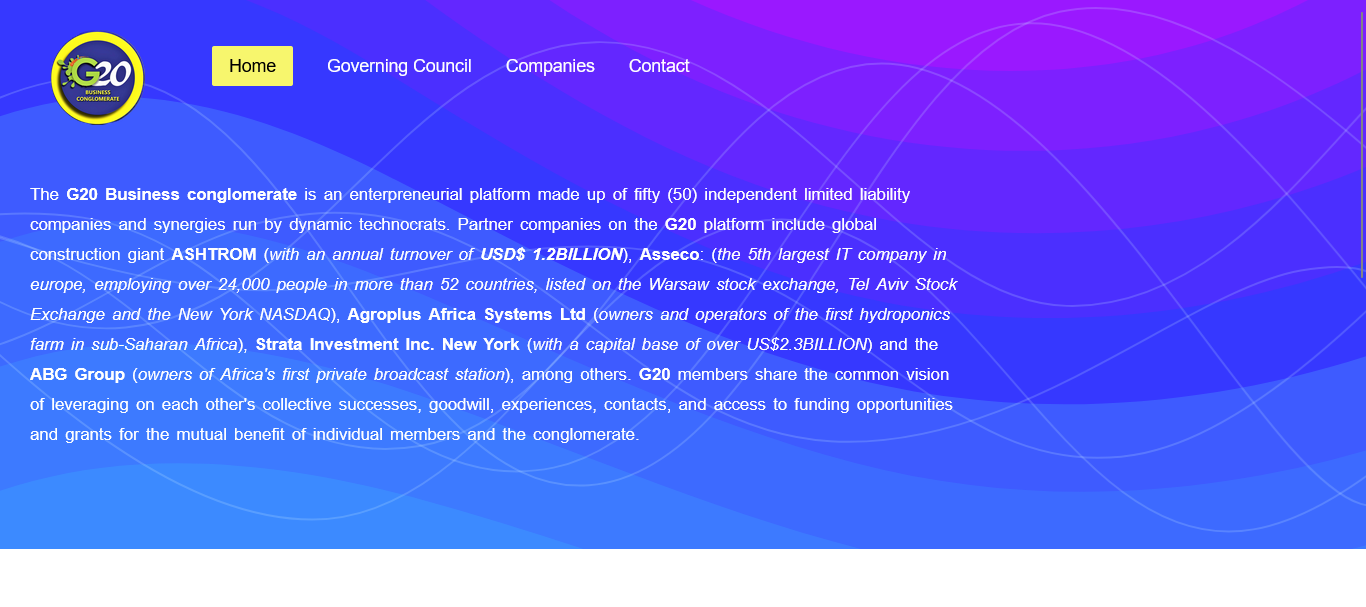 G20
BUSINESS
CONGLOMERATE
Home Governing Council Companies Contact
The G20 Business conglomerate is an enterpreneurial platform made up of fifty (50) independent limited liability
companies and synergies run by dynamic technocrats. Partner companies on the G20 platform include global
construction giant ASHTROM (with an annual turnover of USD$ 1.2BILLION), Asseco: (the 5th largest IT company in
europe, employing over 24,000 people in more than 52 countries, listed on the Warsaw stock exchange, Tel Aviv Stock
Exchange and the New York NASDAQ), Agroplus Africa Systems Ltd (owners and operators of the first hydroponics
farm in sub-Saharan Africa), Strata Investment Inc. New York (with a capital base of over US$2.3BILLION) and the
ABG Group (owners of Africa's first private broadcast station), among others. G20 members share the common vision
of leveraging on each other's collective successes, goodwill, experiences, contacts, and access to funding opportunities
and grants for the mutual benefit of individual members and the conglomerate.